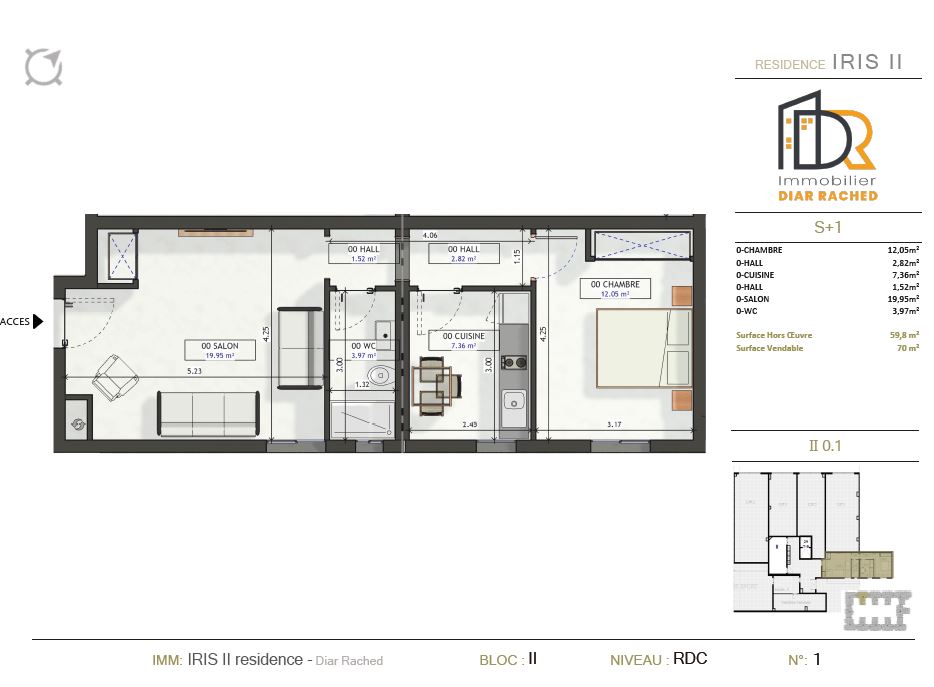 RESIDENCE IRIS II
DR
Immobilier
DIAR RACHED
S+1
0-CHAMBRE 12,05m²
0-HALL 2,82m²
0-CUISINE 7,36m²
0-HALL 1,52m²
0-SALON 19,95m²
0-WC 3,97m²
Surface Hors Œuvre 59,8 m²
Surface Vendable 70 m²
II 0.1
ACCES
4.06
00 HALL
1.52 m²
00 HALL
2.82 m²
1.15
00 CHAMBRE
12.05 m²
4.25
4.25
00 SALON
19.95 m²
5.23
00 WC
3.97 m²
3.00
1.32
00 CUISINE
7.36 m²
3.00
2.43
3.17
IMM: IRIS II residence - Diar Rached
BLOC : II
NIVEAU : RDC
N°: 1